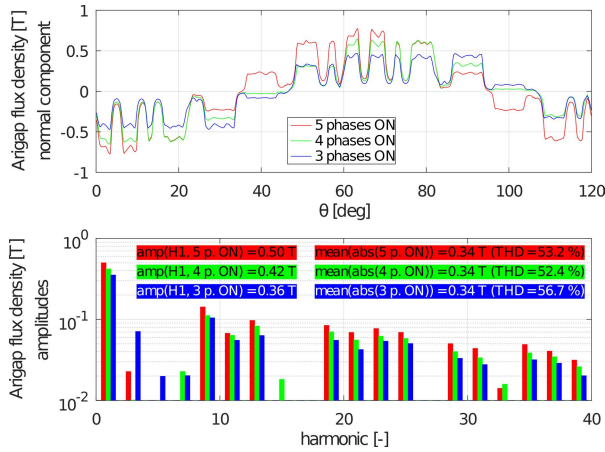 Arigap flux density [T]
normal component
1
0.5
0
-0.5
-1
5 phases ON
4 phases ON
3 phases ON
0 20 40 60 80 100 120
θ [deg]
Arigap flux density [T]
amplitudes
10^0
10^-1
10^-2
amp(H1, 5 p. ON) = 0.50 T mean(abs(5 p. ON)) = 0.34 T (THD = 53.2 %)
amp(H1, 4 p. ON) = 0.42 T mean(abs(4 p. ON)) = 0.34 T (THD = 52.4 %)
amp(H1, 3 p. ON) = 0.36 T mean(abs(3 p. ON)) = 0.34 T (THD = 56.7 %)
0 10 20 30 40
harmonic [-]